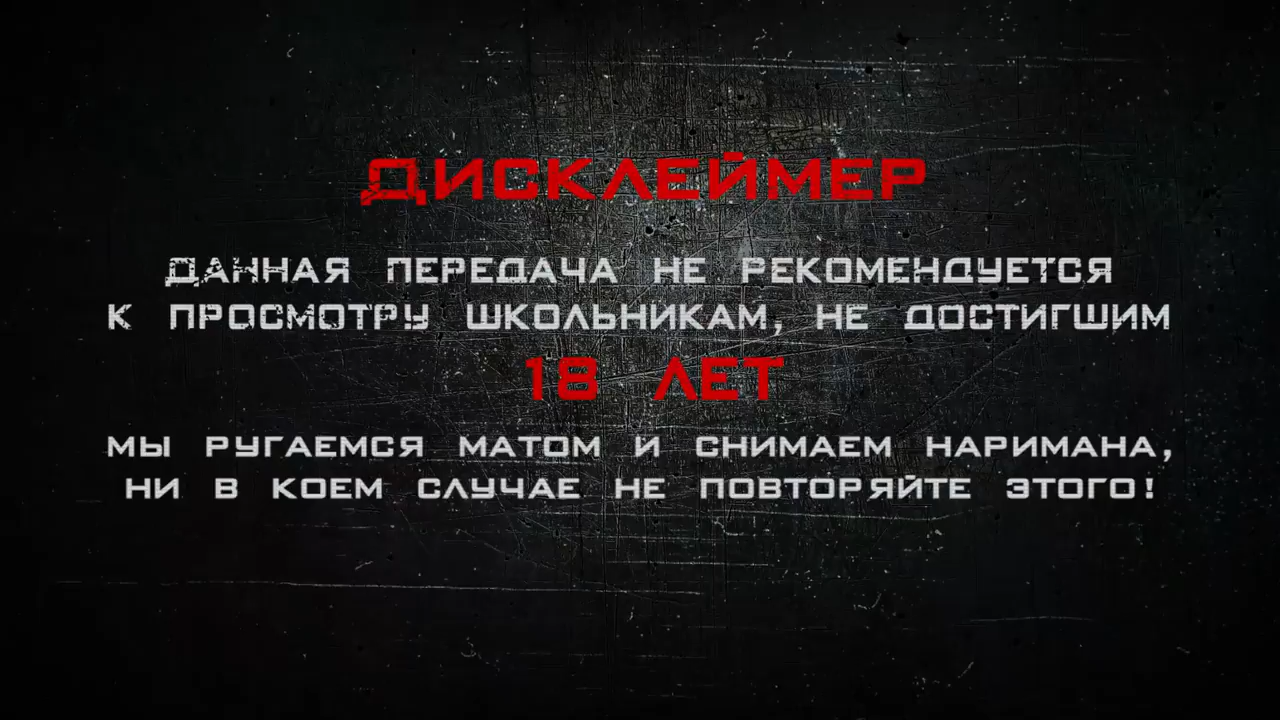 ДИСКЛЕЙМЕР
ДАННАЯ ПЕРЕДАЧА НЕ РЕКОМЕНДУЕТСЯ
К ПРОСМОТРУ ШКОЛЬНИКАМ, НЕ ДОСТИГШИМ
18 ЛЕТ
МЫ РУГАЕМСЯ МАТОМ И СНИМАЕМ НАРИМАНА,
НИ В КОЕМ СЛУЧАЕ НЕ ПОВТОРЯЙТЕ ЭТОГО!